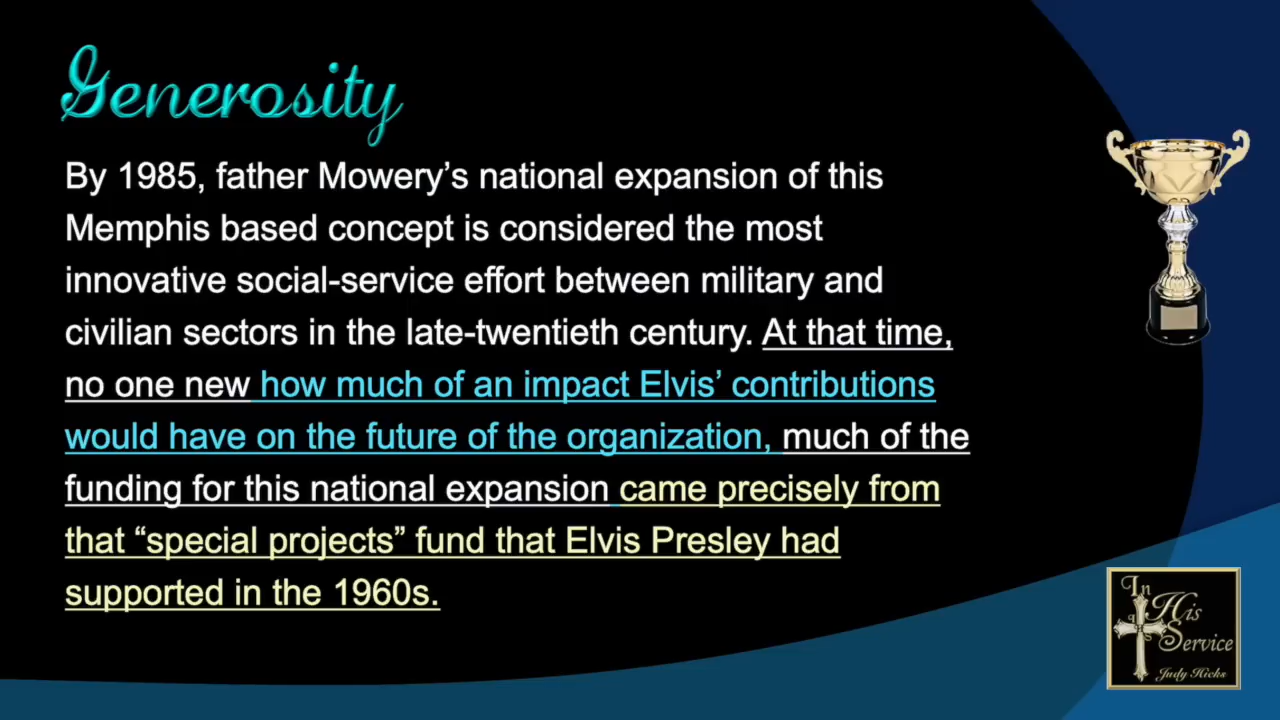 Generosity
By 1985, father Mowery’s national expansion of this
Memphis based concept is considered the most
innovative social-service effort between military and
civilian sectors in the late-twentieth century. At that time,
no one new how much of an impact Elvis’ contributions
would have on the future of the organization, much of the
funding for this national expansion came precisely from
that “special projects” fund that Elvis Presley had
supported in the 1960s.
In
His
Service
Judy Hicks